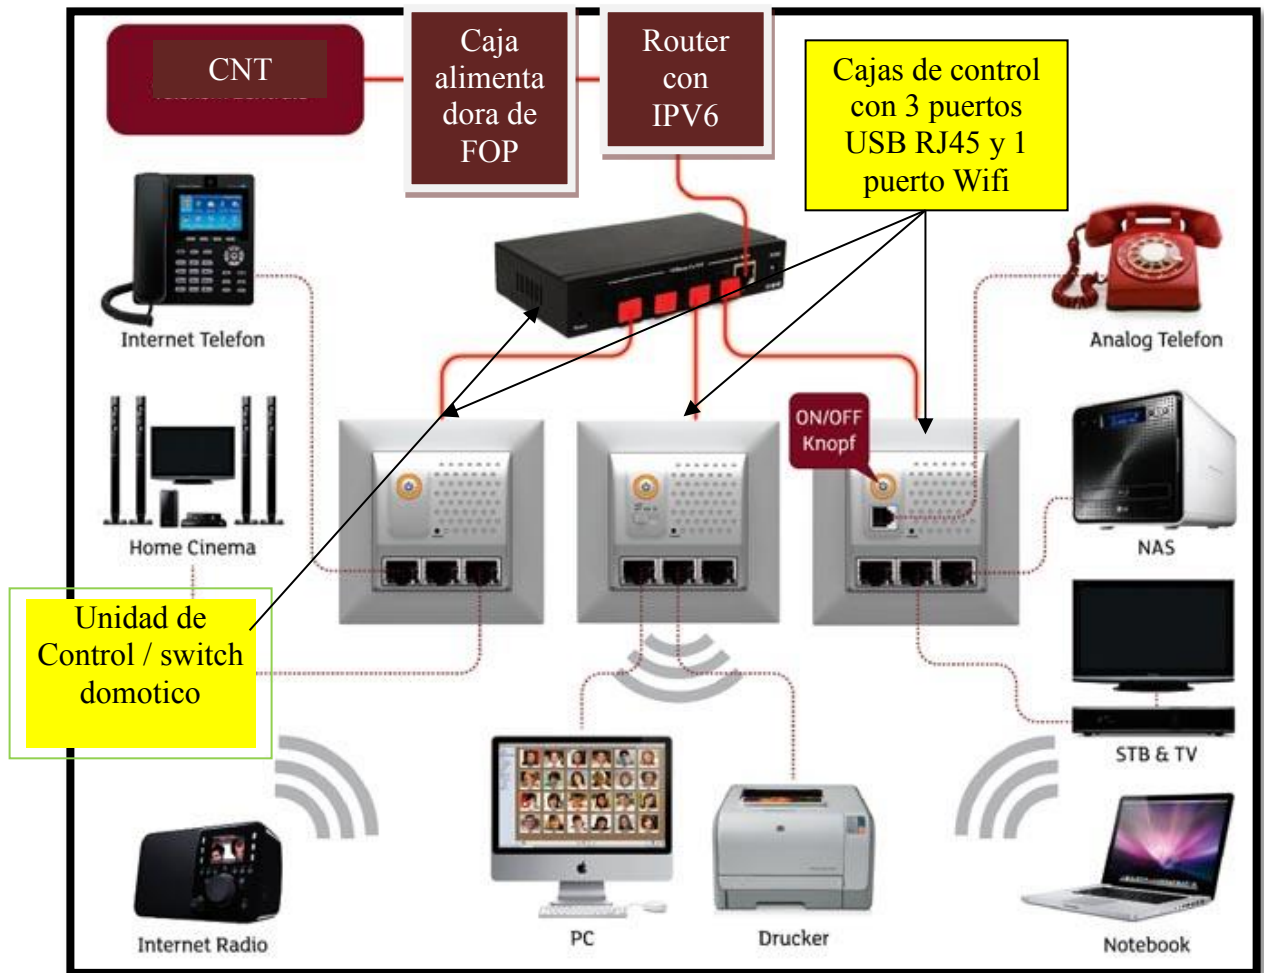 CNT
Caja
alimenta
dora de
FOP
Router
con
IPV6
Cajas de control
con 3 puertos
USB RJ45 y 1
puerto Wifi
Internet Telefon
Analog Telefon
ON/OFF
Knopf
Home Cinema
NAS
Unidad de
Control / switch
domotico
STB & TV
Internet Radio
PC
Drucker
Notebook